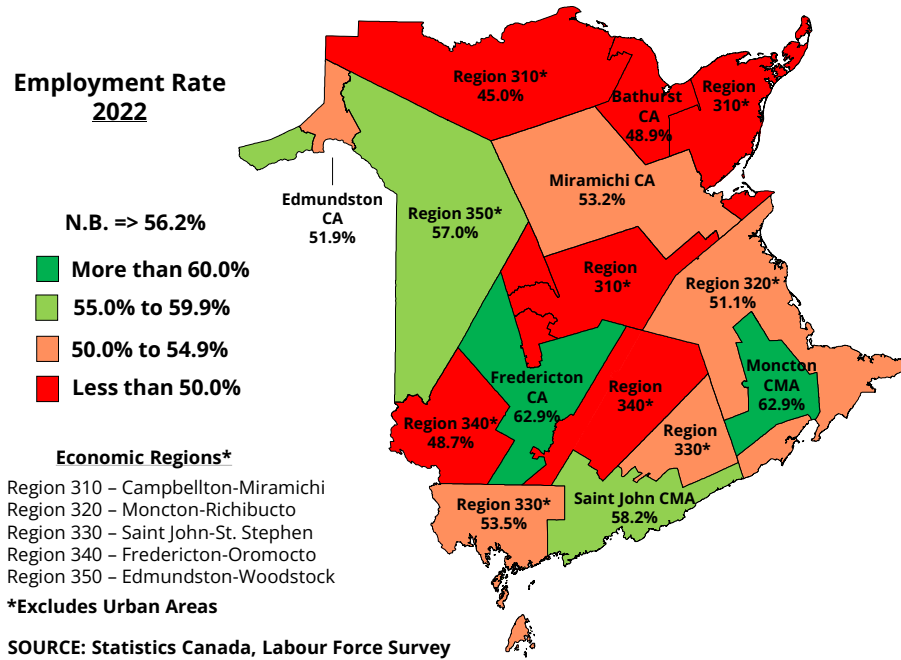 Employment Rate
2022
N.B. => 56.2%
More than 60.0%
55.0% to 59.9%
50.0% to 54.9%
Less than 50.0%
Economic Regions*
Region 310 – Campbellton-Miramichi
Region 320 – Moncton-Richibucto
Region 330 – Saint John-St. Stephen
Region 340 – Fredericton-Oromocto
Region 350 – Edmundston-Woodstock
*Excludes Urban Areas
SOURCE: Statistics Canada, Labour Force Survey
Region 310*
45.0%
Bathurst
CA
48.9%
Region
310*
Edmundston
CA
51.9%
Region 350*
57.0%
Miramichi CA
53.2%
Region
310*
Region 320*
51.1%
Moncton
CMA
62.9%
Fredericton
CA
62.9%
Region
340*
Region 340*
48.7%
Region
330*
Region 330*
53.5%
Saint John CMA
58.2%